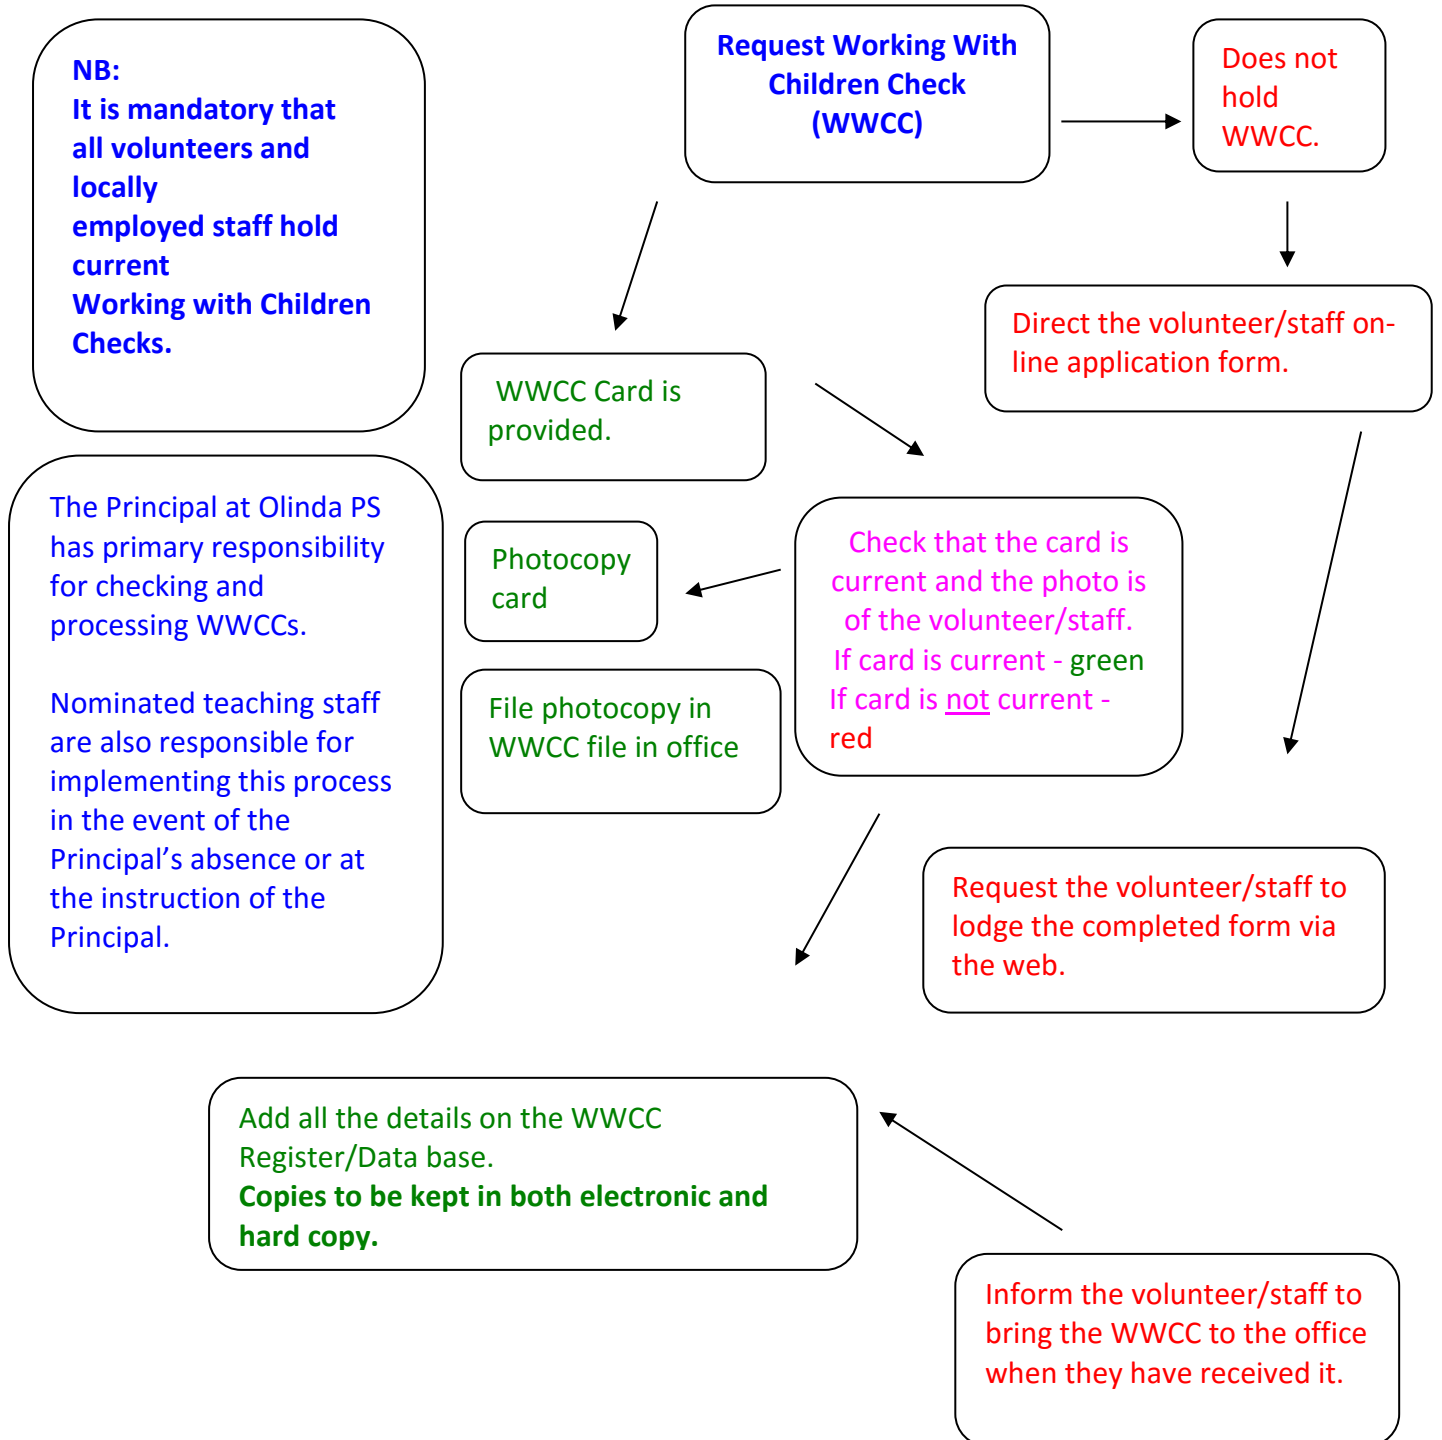 NB:
It is mandatory that
all volunteers and
locally
employed staff hold
current
Working with Children
Checks.
Request Working With
Children Check
(WWCC)
Does not
hold
WWCC.
Direct the volunteer/staff on-
line application form.
WWCC Card is
provided.
The Principal at Olinda PS
has primary responsibility
for checking and
processing WWCCs.
Nominated teaching staff
are also responsible for
implementing this process
in the event of the
Principal’s absence or at
the instruction of the
Principal.
Photocopy
card
Check that the card is
current and the photo is
of the volunteer/staff.
If card is current - green
If card is not current -
red
File photocopy in
WWCC file in office
Request the volunteer/staff to
lodge the completed form via
the web.
Add all the details on the WWCC
Register/Data base.
Copies to be kept in both electronic and
hard copy.
Inform the volunteer/staff to
bring the WWCC to the office
when they have received it.